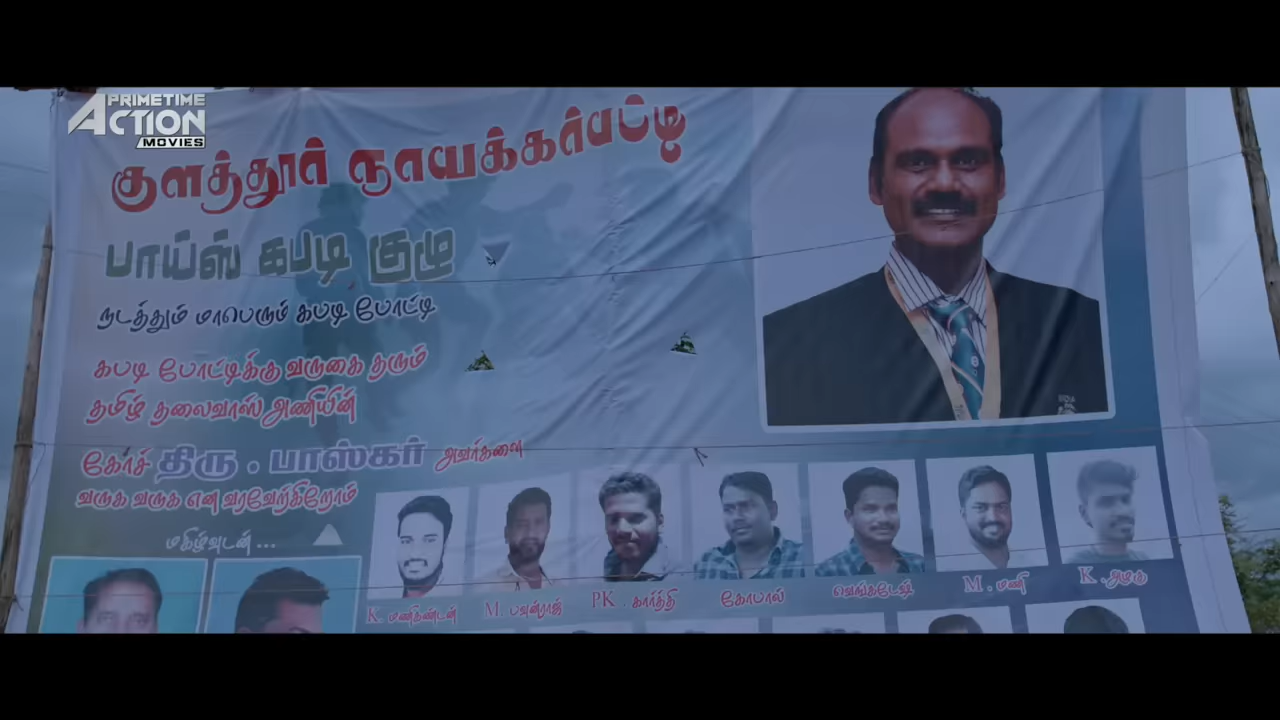 PRIMETIME
ACTION
MOVIES
குளத்தூர் நாயக்கர்பட்டி
பாய்ஸ் கபடி குழு
நடத்தும் மாபெரும் கபடி போட்டி
கபடி போட்டிக்கு வருகை தரும்
தமிழ் தலைவாஸ் அணியின்
கோச் திரு . பாஸ்கர் அவர்களை
வருக வருக என வரவேற்கிறோம்
மகிழ்வுடன் ...
K. மணிகண்டன் M. பவுன்ராஜ் PK . கார்த்தி கோபால் வெங்கடேஷ் M . மணி K . அழகு